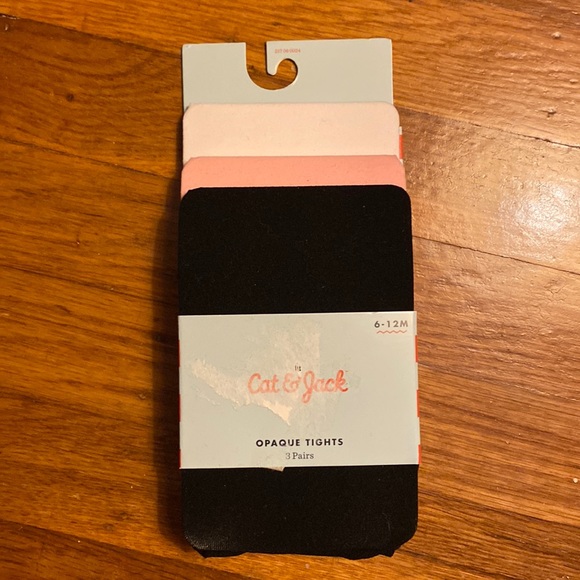 6-12M
Cat & Jack
OPAQUE TIGHTS
3 Pairs